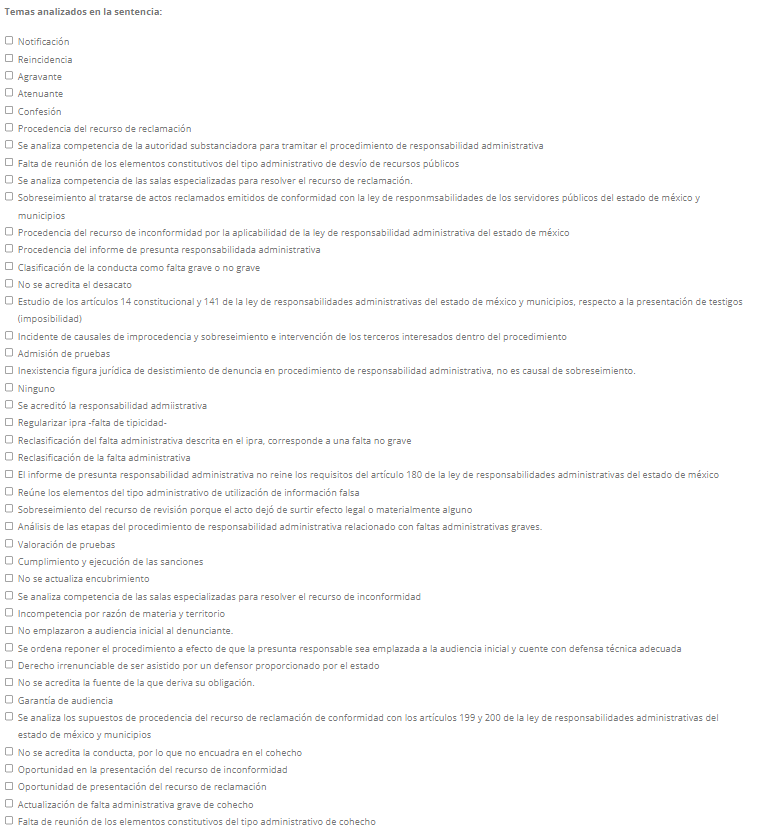 Temas analizados en la sentencia:
Notificación
Reincidencia
Agravante
Atenuante
Confesión
Procedencia del recurso de reclamación
Se analiza competencia de la autoridad substanciadora para tramitar el procedimiento de responsabilidad administrativa
Falta de reunión de los elementos constitutivos del tipo administrativo de desvío de recursos públicos
Se analiza competencia de las salas especializadas para resolver el recurso de reclamación.
Sobreseimiento al tratarse de actos reclamados emitidos de conformidad con la ley de responmsabilidades de los servidores públicos del estado de méxico y
municipios
Procedencia del recurso de inconformidad por la aplicabilidad de la ley de responsabilidad administrativa del estado de méxico
Procedencia del informe de presunta responsabilidada administrativa
Clasificación de la conducta como falta grave o no grave
No se acredita el desacato
Estudio de los artículos 14 constitucional y 141 de la ley de responsabilidades administrativas del estado de méxico y municipios, respecto a la presentación de testigos
(imposibilidad)
Incidente de causales de improcedencia y sobreseimiento e intervención de los terceros interesados dentro del procedimiento
Admisión de pruebas
Inexistencia figura jurídica de desistimiento de denuncia en procedimiento de responsabilidad administrativa, no es causal de sobreseimiento.
Ninguno
Se acreditó la responsabilidad admiistrativa
Regularizar ipra -falta de tipicidad-
Reclasificación del falta administrativa descrita en el ipra, corresponde a una falta no grave
Reclasificación de la falta administrativa
El informe de presunta responsabilidad administrativa no reine los requisitos del artículo 180 de la ley de responsabilidades administrativas del estado de méxico
Reúne los elementos del tipo administrativo de utilización de información falsa
Sobreseimiento del recurso de revisión porque el acto dejó de surtir efecto legal o materialmente alguno
Análisis de las etapas del procedimiento de responsabilidad administrativa relacionado con faltas administrativas graves.
Valoración de pruebas
Cumplimiento y ejecución de las sanciones
No se actualiza encubrimiento
Se analiza competencia de las salas especializadas para resolver el recurso de inconformidad
Incompetencia por razón de materia y territorio
No emplazaron a audiencia inicial al denunciante.
Se ordena reponer el procedimiento a efecto de que la presunta responsable sea emplazada a la audiencia inicial y cuente con defensa técnica adecuada
Derecho irrenunciable de ser asistido por un defensor proporcionado por el estado
No se acredita la fuente de la que deriva su obligación.
Garantía de audiencia
Se analiza los supuestos de procedencia del recurso de reclamación de conformidad con los artículos 199 y 200 de la ley de responsabilidades administrativas del
estado de méxico y municipios
No se acredita la conducta, por lo que no encuadra en el cohecho
Oportunidad en la presentación del recurso de inconformidad
Oportunidad de presentación del recurso de reclamación
Actualización de falta administrativa grave de cohecho
Falta de reunión de los elementos constitutivos del tipo administrativo de cohecho